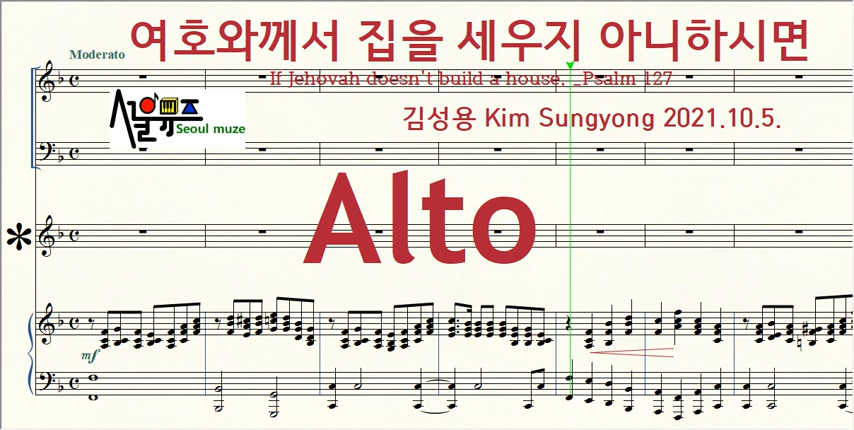 여호와께서 집을 세우지 아니하시면
Moderato
If Jehovah doesn't build a house, _Psalm 127
김성용 Kim Sungyong 2021.10.5.
서울뮤즈
Seoul muze
Alto
*
mf